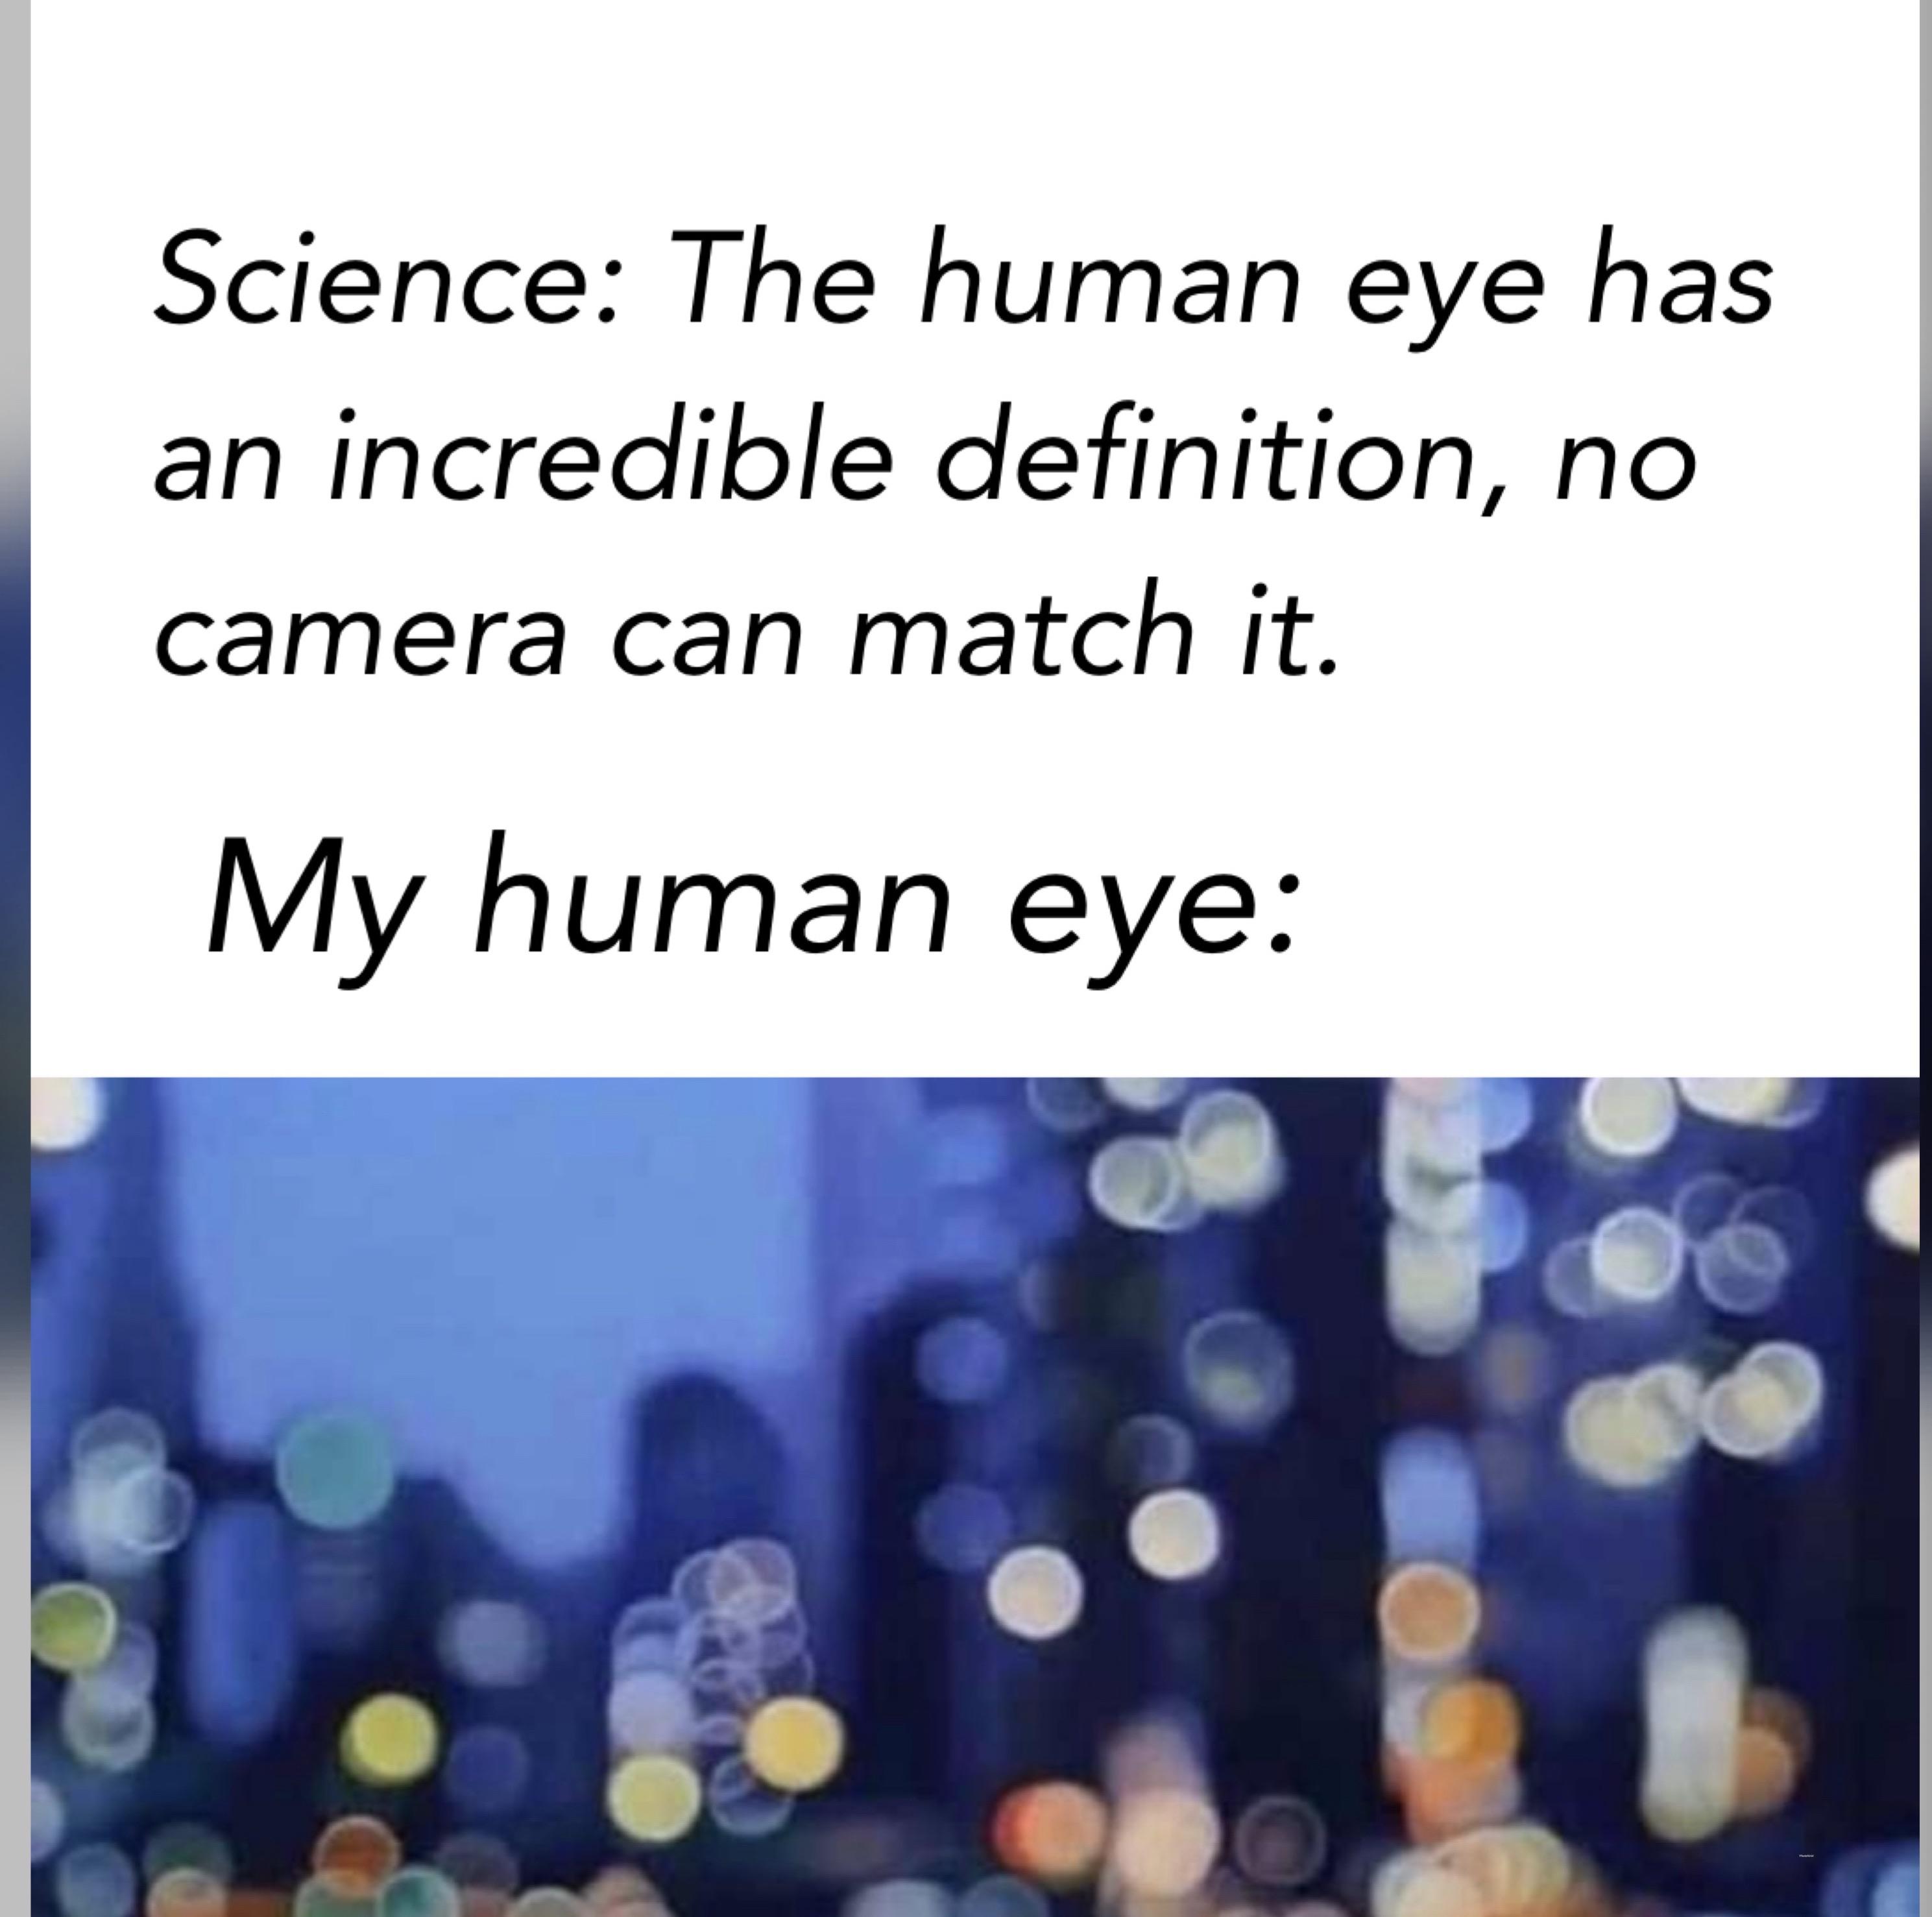 Science: The human eye has
an incredible definition, no
camera can match it.
My human eye: